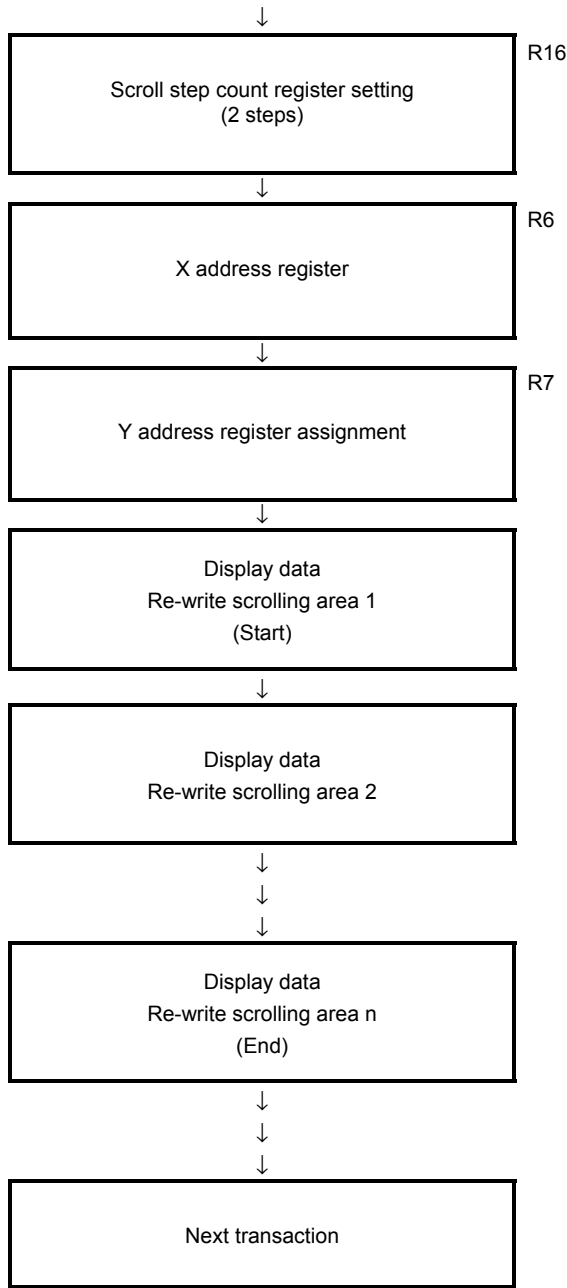 ↓
R16
Scroll step count register setting
(2 steps)
↓
R6
X address register
↓
R7
Y address register assignment
↓
Display data
Re-write scrolling area 1
(Start)
↓
Display data
Re-write scrolling area 2
↓
↓
↓
Display data
Re-write scrolling area n
(End)
↓
↓
↓
Next transaction